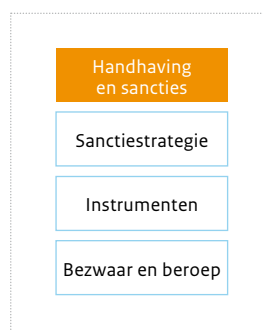 Handhaving
en sancties
Sanctiestrategie
Instrumenten
Bezwaar en beroep